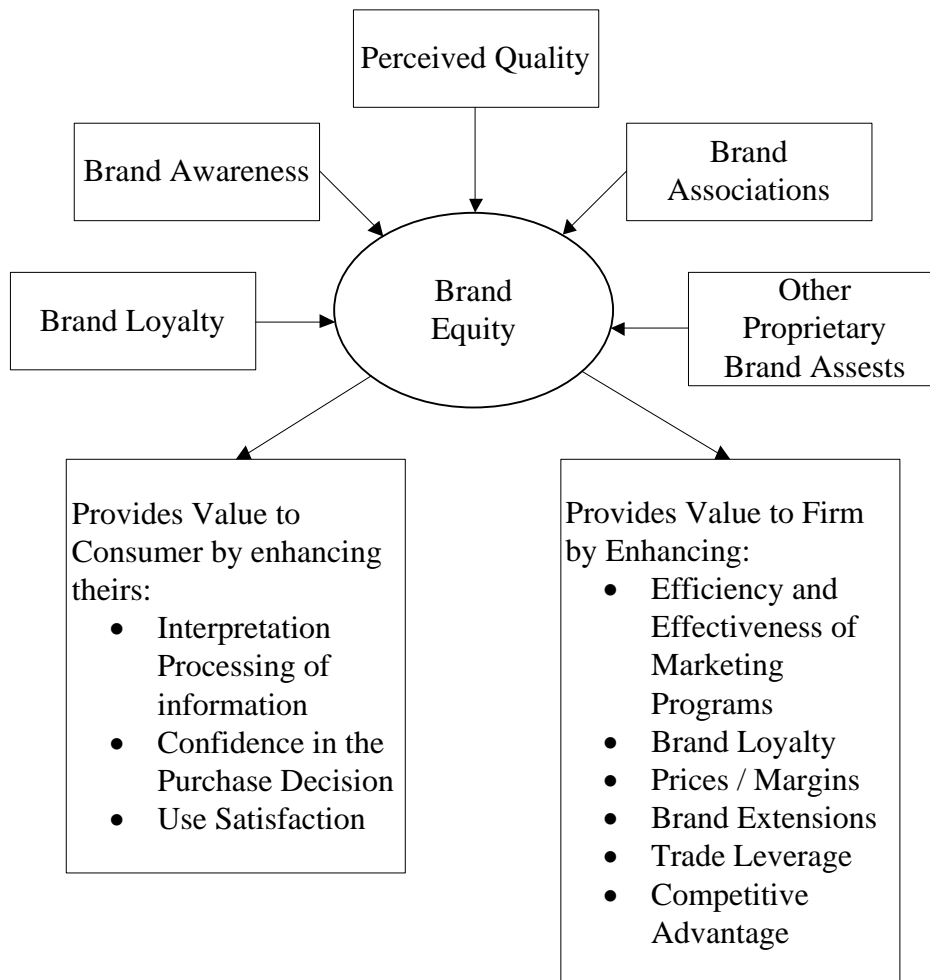 Perceived Quality
Brand Awareness
Brand
Associations
Brand Loyalty
Brand
Equity
Other
Proprietary
Brand Assests
Provides Value to
Consumer by enhancing
theirs:
• Interpretation
Processing of
information
• Confidence in the
Purchase Decision
• Use Satisfaction
Provides Value to Firm
by Enhancing:
• Efficiency and
Effectiveness of
Marketing
Programs
• Brand Loyalty
• Prices / Margins
• Brand Extensions
• Trade Leverage
• Competitive
Advantage